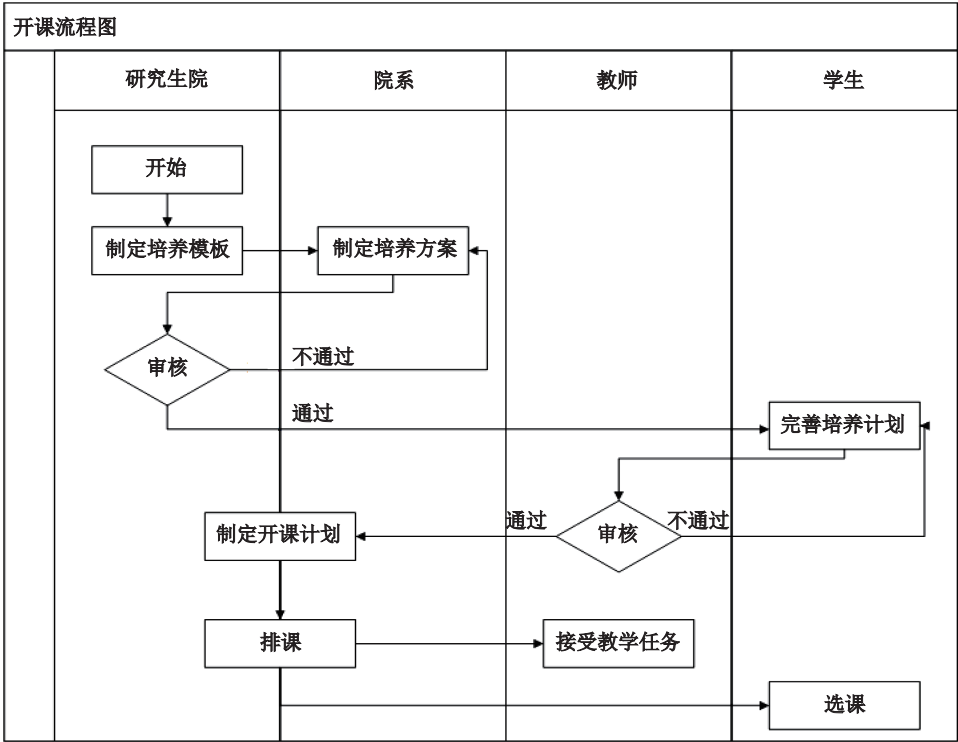 开课流程图
研究生院
院系
教师
学生
开始
制定培养模板
制定培养方案
审核
不通过
通过
完善培养计划
制定开课计划
通过
审核
不通过
排课
接受教学任务
选课